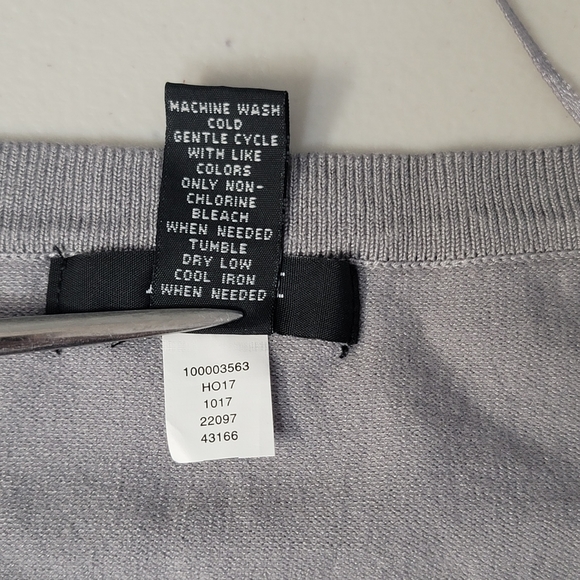 MACHINE WASH
COLD
GENTLE CYCLE
WITH LIKE
COLORS
ONLY NON-
CHLORINE
BLEACH
WHEN NEEDED
TUMBLE
DRY LOW
COOL IRON
WHEN NEEDED
100003563
HO17
1017
22097
43166